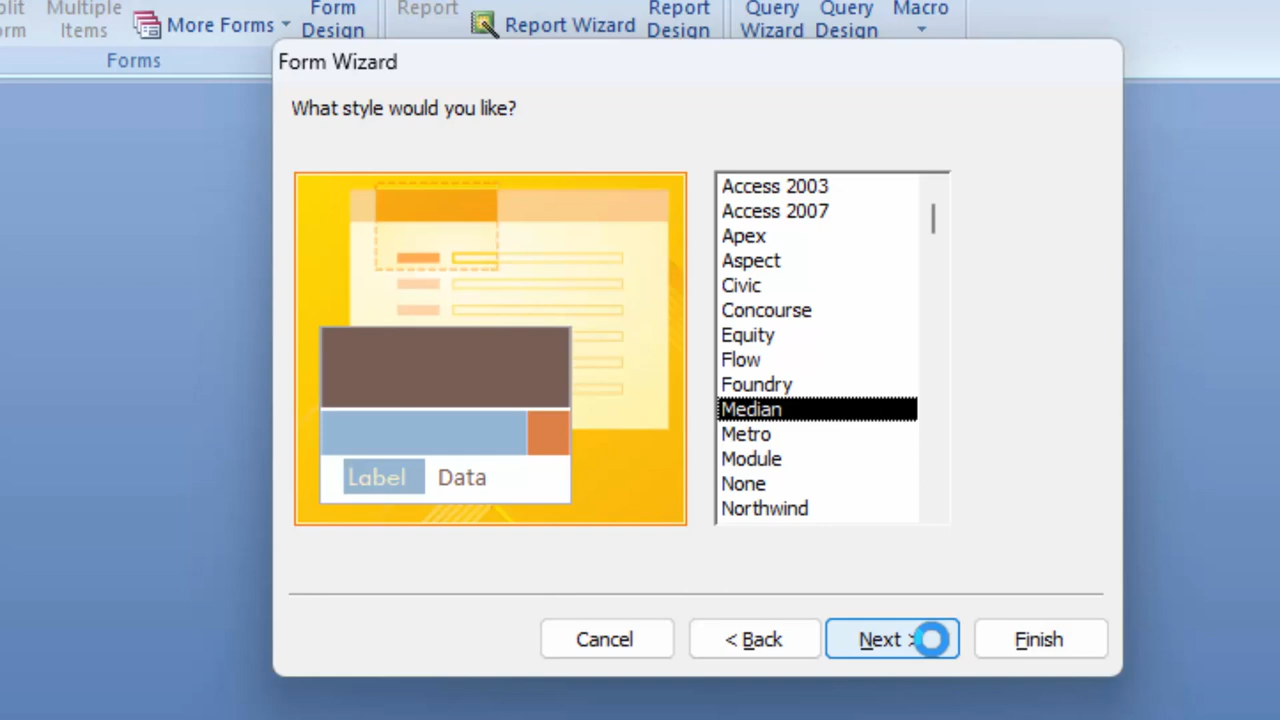 Multiple
Items
More Forms
Form
Design
Report
Report Wizard
Report
Design
Query
Wizard
Query
Design
Macro
Forms
Form Wizard
What style would you like?
Label Data
Access 2003
Access 2007
Apex
Aspect
Civic
Concourse
Equity
Flow
Foundry
Median
Metro
Module
None
Northwind
Cancel
< Back
Next >
Finish